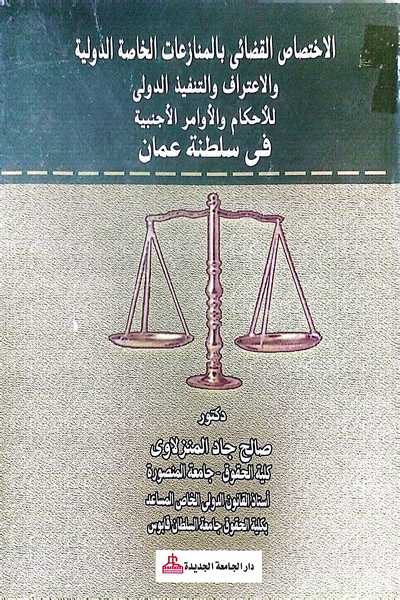 الاختصاص القضائى بالمنازعات الخاصة الدولية
والاعتراف والتنفيذ الدولى
للأحكام والأوامر الأجنبية
فى سلطنة عمان
دكتور
صالح جاد المنزلاوى
كلية الحقوق - جامعة المنصورة
أستاذ القانون الدولى الخاص المساعد
بكلية الحقوق جامعة السلطان قابوس
دار الجامعة الجديدة